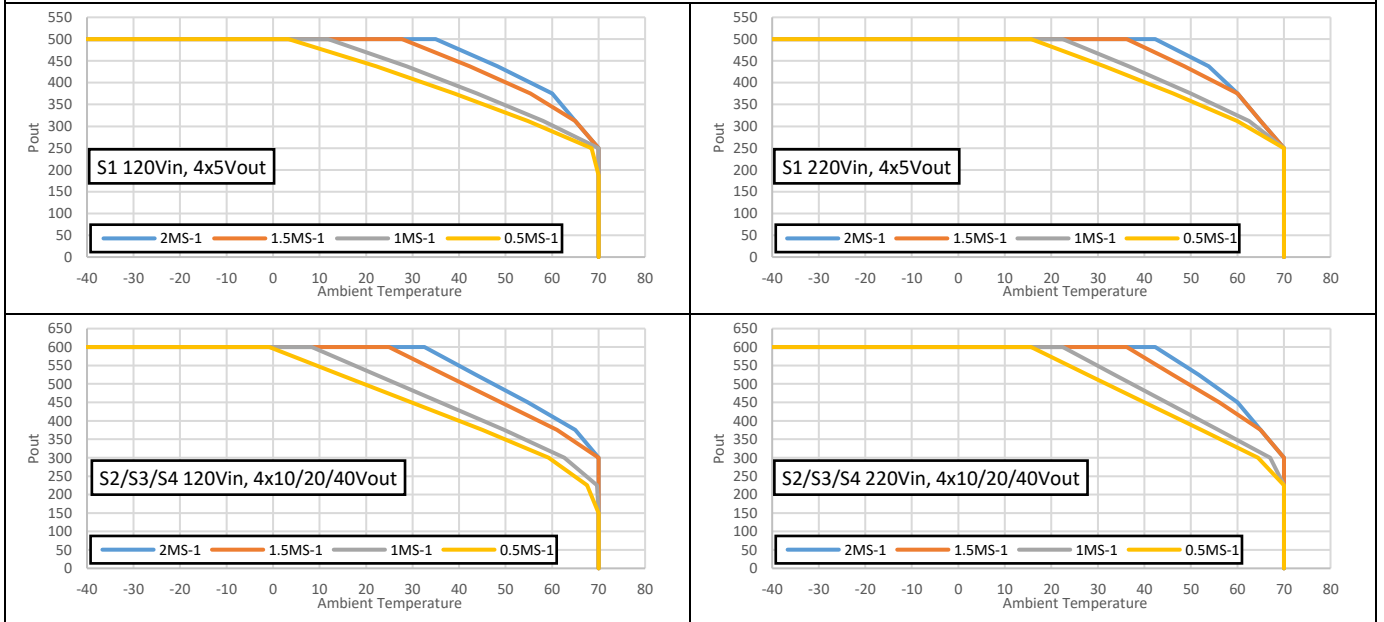 550
500
450
400
350
300
250
200
150
100
50
0
Pout
S1 120Vin, 4x5Vout
2MS-1 1.5MS-1 1MS-1 0.5MS-1
-40 -30 -20 -10 0 10 20 30 40 50 60 70 80
Ambient Temperature
550
500
450
400
350
300
250
200
150
100
50
0
Pout
S1 220Vin, 4x5Vout
2MS-1 1.5MS-1 1MS-1 0.5MS-1
-40 -30 -20 -10 0 10 20 30 40 50 60 70 80
Ambient Temperature
650
600
550
500
450
400
350
300
250
200
150
100
50
0
Pout
S2/S3/S4 120Vin, 4x10/20/40Vout
2MS-1 1.5MS-1 1MS-1 0.5MS-1
-40 -30 -20 -10 0 10 20 30 40 50 60 70 80
Ambient Temperature
650
600
550
500
450
400
350
300
250
200
150
100
50
0
Pout
S2/S3/S4 220Vin, 4x10/20/40Vout
2MS-1 1.5MS-1 1MS-1 0.5MS-1
-40 -30 -20 -10 0 10 20 30 40 50 60 70 80
Ambient Temperature